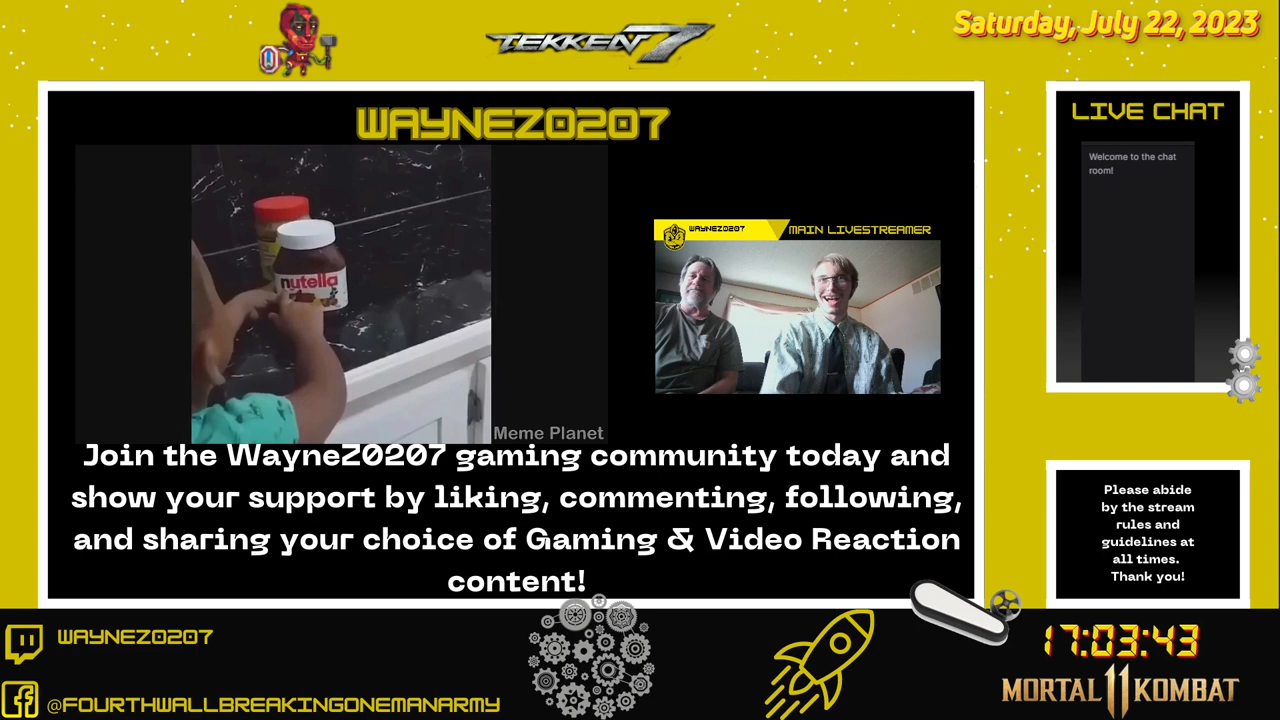 TEKKEN 7
Saturday, July 22, 2023
WAYNEZ0207
LIVE CHAT
Welcome to the chat
room!
nutella
WAYNEZ0207
MAIN LIVESTREAMER
Meme Planet
Join the WayneZ0207 gaming community today and
show your support by liking, commenting, following,
and sharing your choice of Gaming & Video Reaction
content!
Please abide
by the stream
rules and
guidelines at
all times.
Thank you!
WAYNEZ0207
17:03:43
@FOURTHWALLBREAKINGONEMANARMY
MORTAL 11 KOMBAT